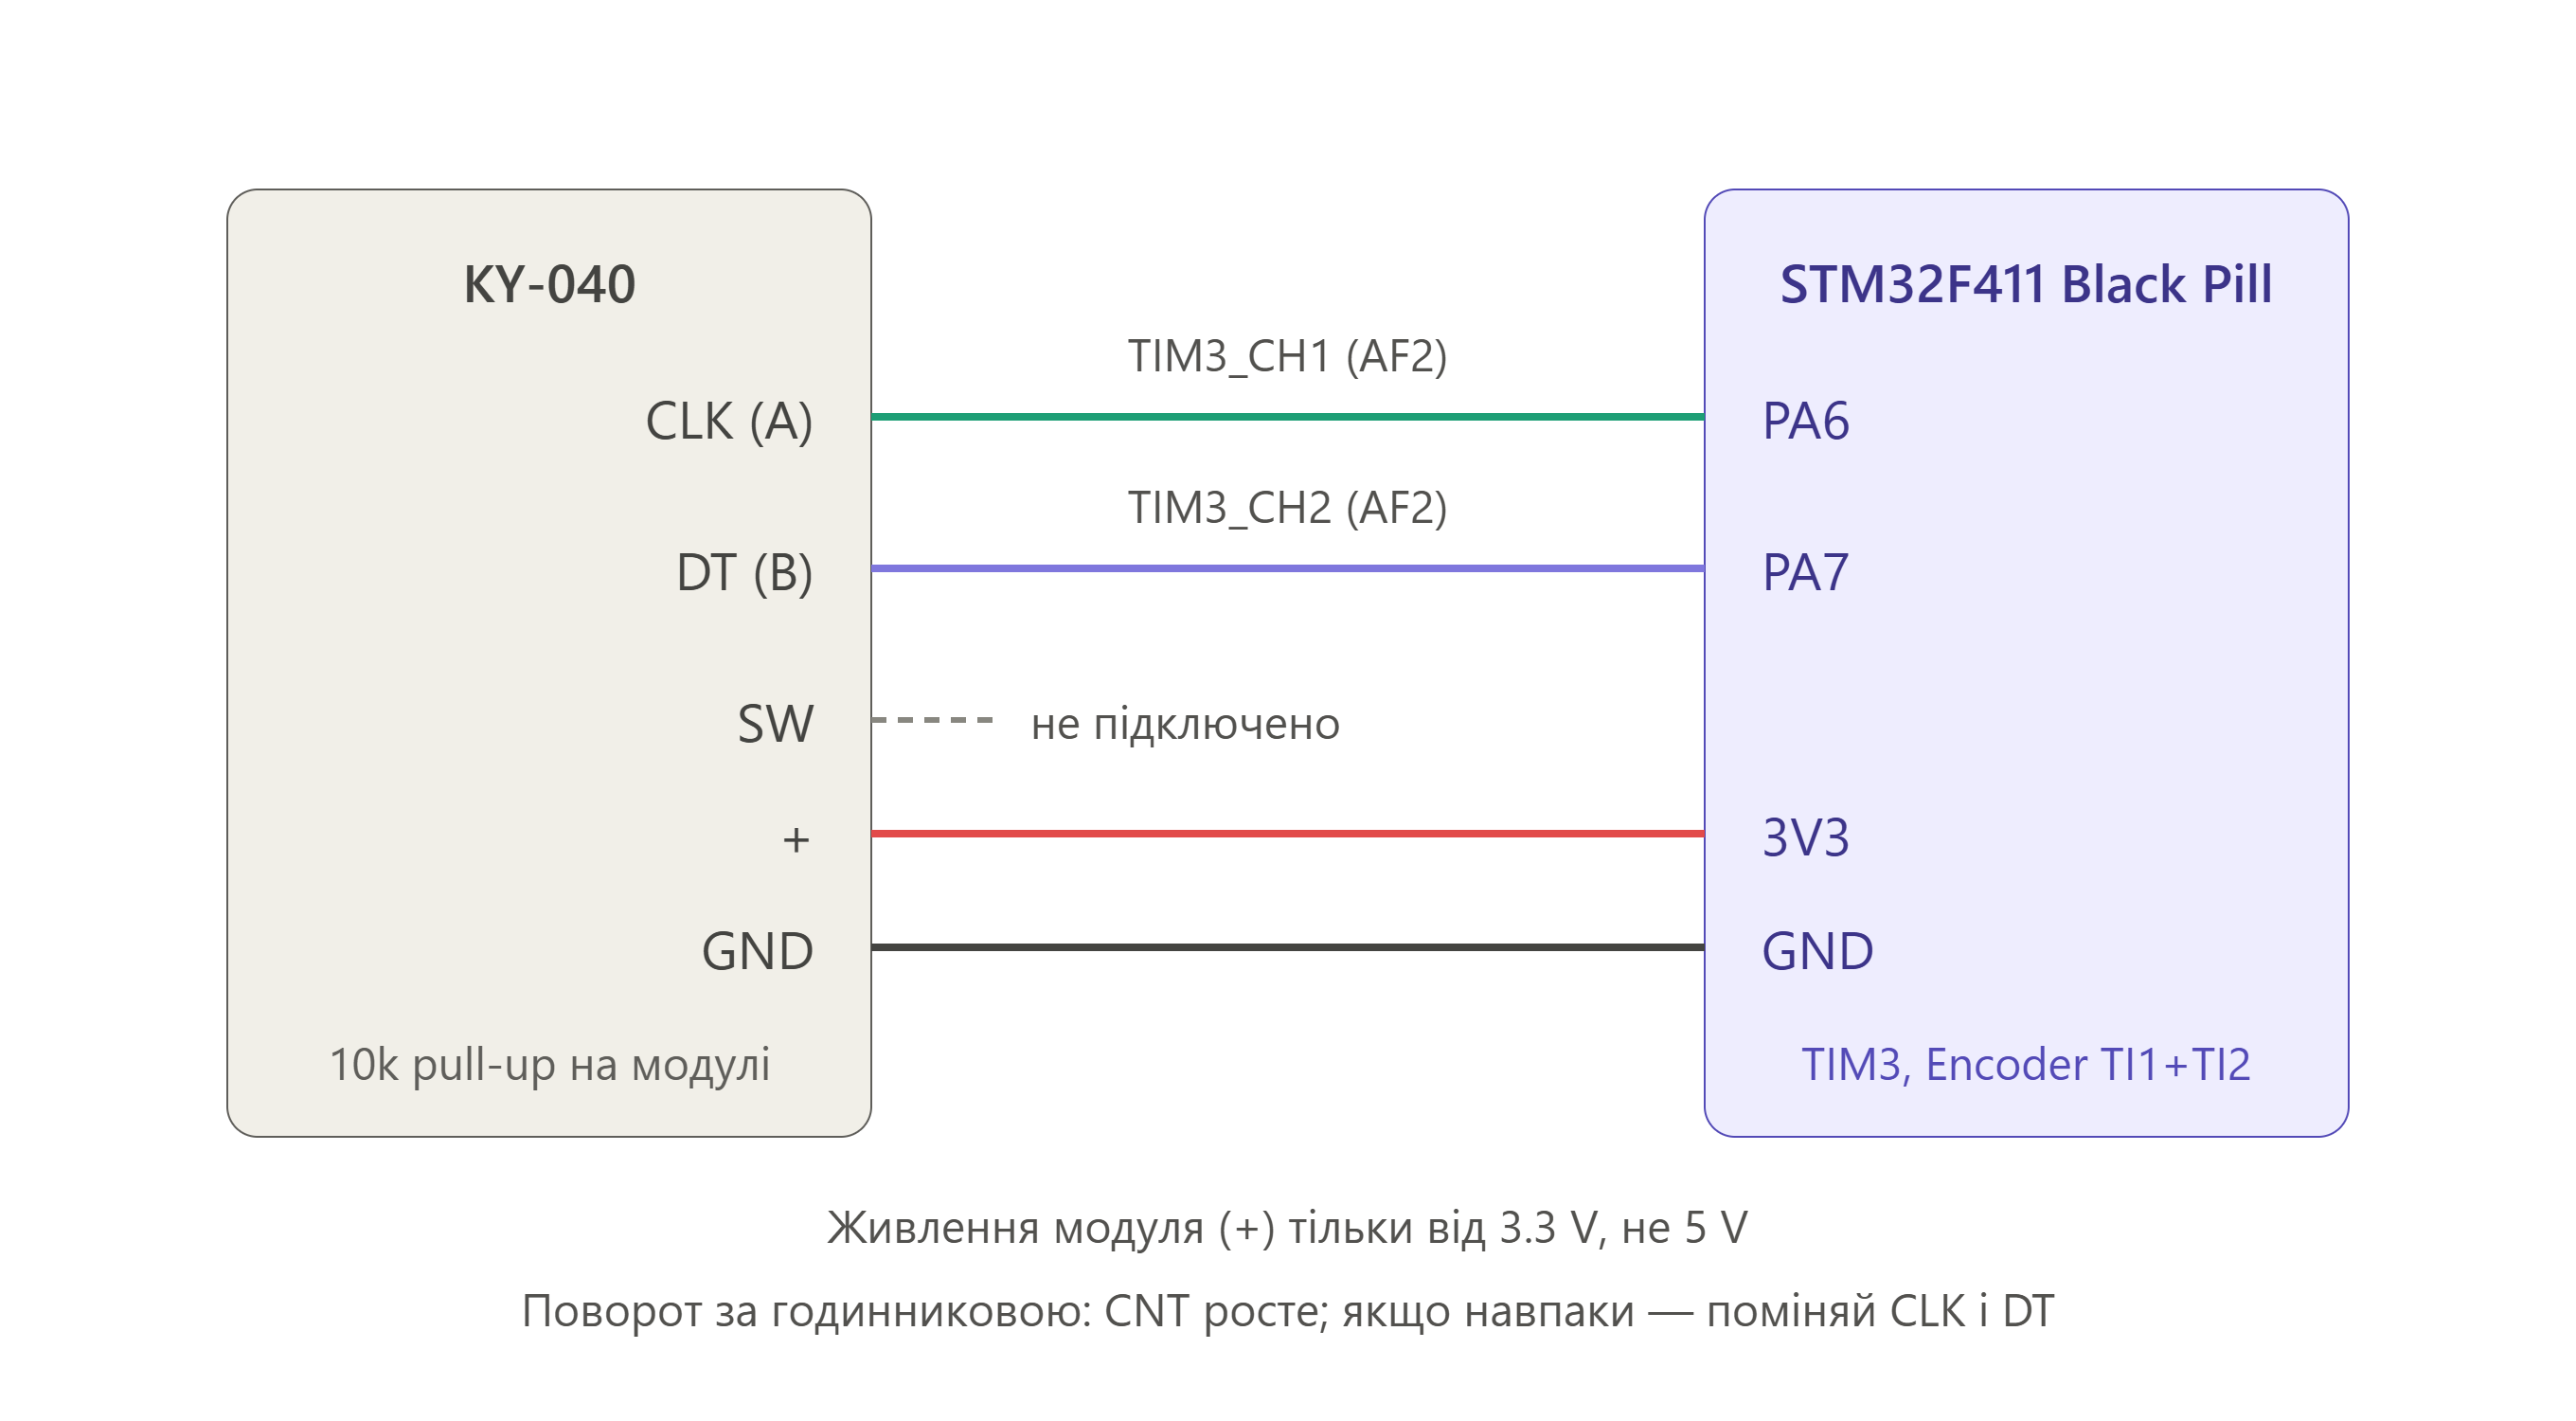 KY-040
STM32F411 Black Pill
TIM3_CH1 (AF2)
CLK (A)
PA6
TIM3_CH2 (AF2)
DT (B)
PA7
SW
не підключено
+
3V3
GND
GND
10k pull-up на модулі
TIM3, Encoder TI1+TI2
Живлення модуля (+) тільки від 3.3 V, не 5 V
Поворот за годинниковою: CNT росте; якщо навпаки — поміняй CLK і DT